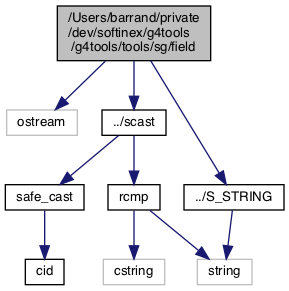 /Users/barrand/private
/dev/softinex/g4tools
/g4tools/tools/sg/field
ostream
../scast
safe_cast
rcmp
../S_STRING
cid
cstring
string